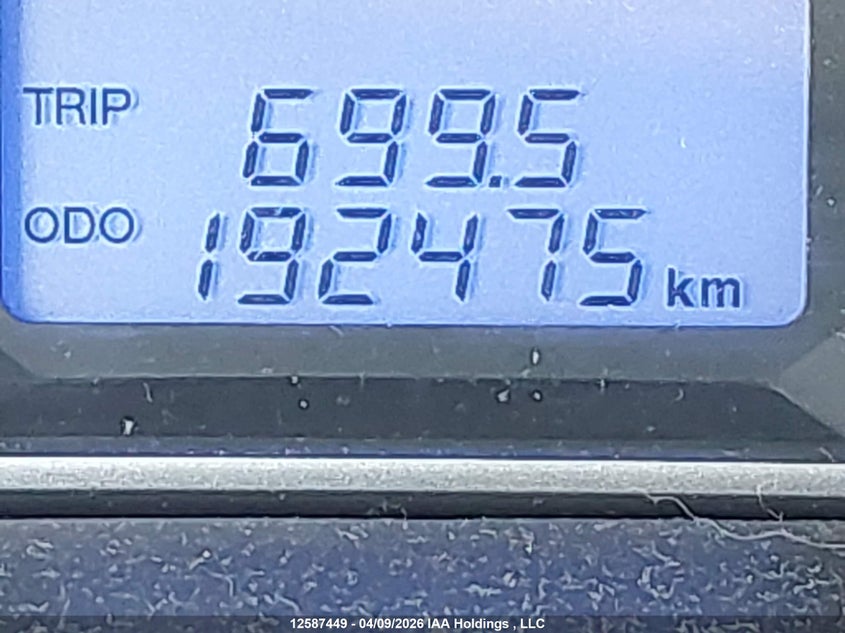 TRIP 699.5
ODO 192475 km
12587449 - 04/09/2026 IAA Holdings , LLC